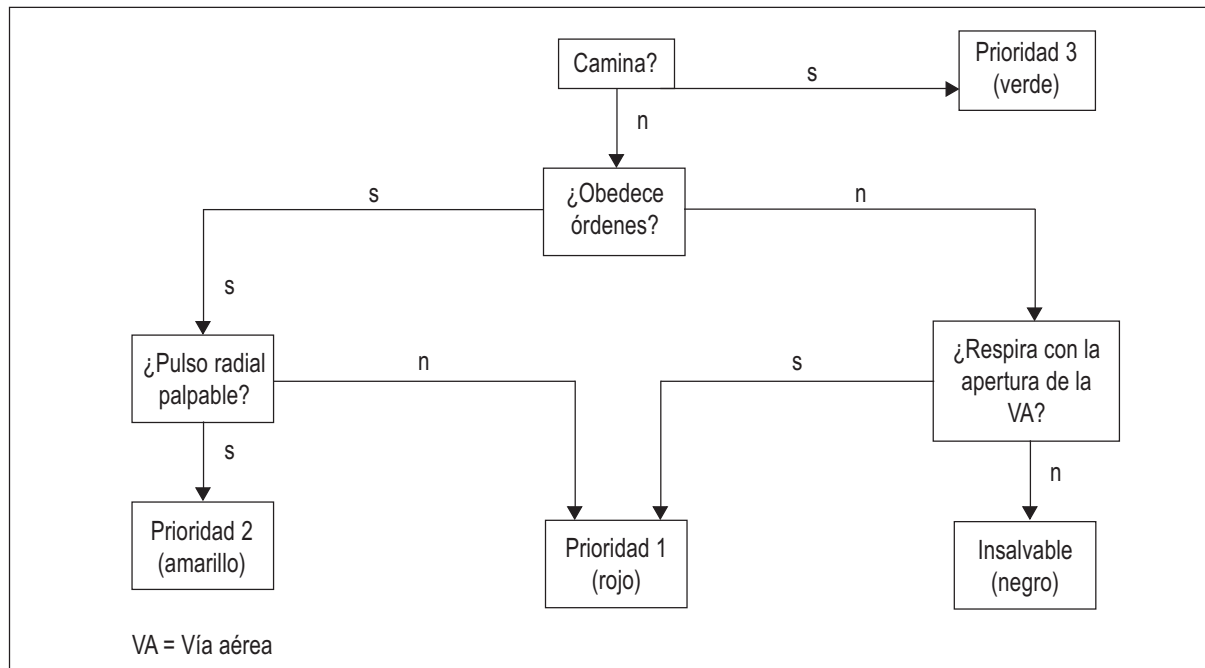 Camina?
s
Prioridad 3
(verde)
n
¿Obedece
órdenes?
s
n
s
¿Pulso radial
palpable?
n
s
¿Respira con la
apertura de la
VA?
s
n
Prioridad 2
(amarillo)
Prioridad 1
(rojo)
Insalvable
(negro)
VA = Vía aérea